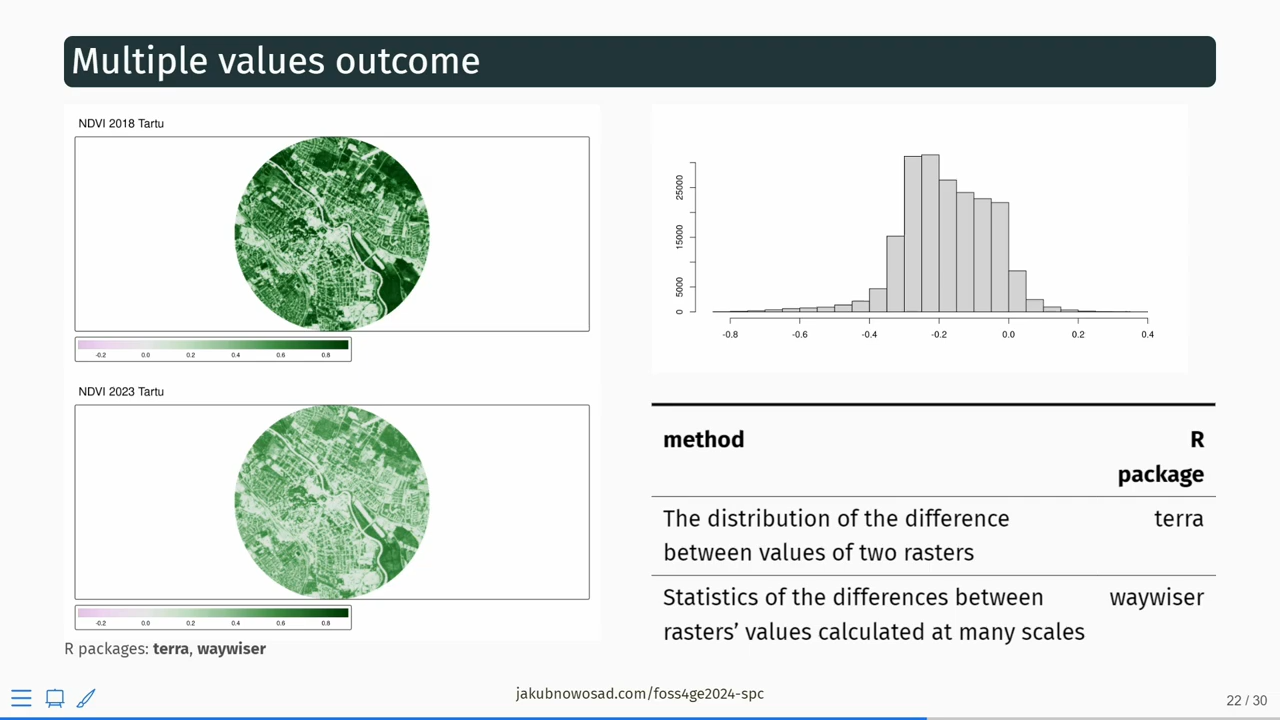 Multiple values outcome
NDVI 2018 Tartu
-0.2 0.0 0.2 0.4 0.6 0.8
NDVI 2023 Tartu
-0.2 0.0 0.2 0.4 0.6 0.8
R packages: terra, waywiser
25000
15000
5000
0
-0.8 -0.6 -0.4 -0.2 0.0 0.2 0.4
method R
package
The distribution of the difference terra
between values of two rasters
Statistics of the differences between waywiser
rasters’ values calculated at many scales
jakubnowosad.com/foss4ge2024-spc
22 / 30